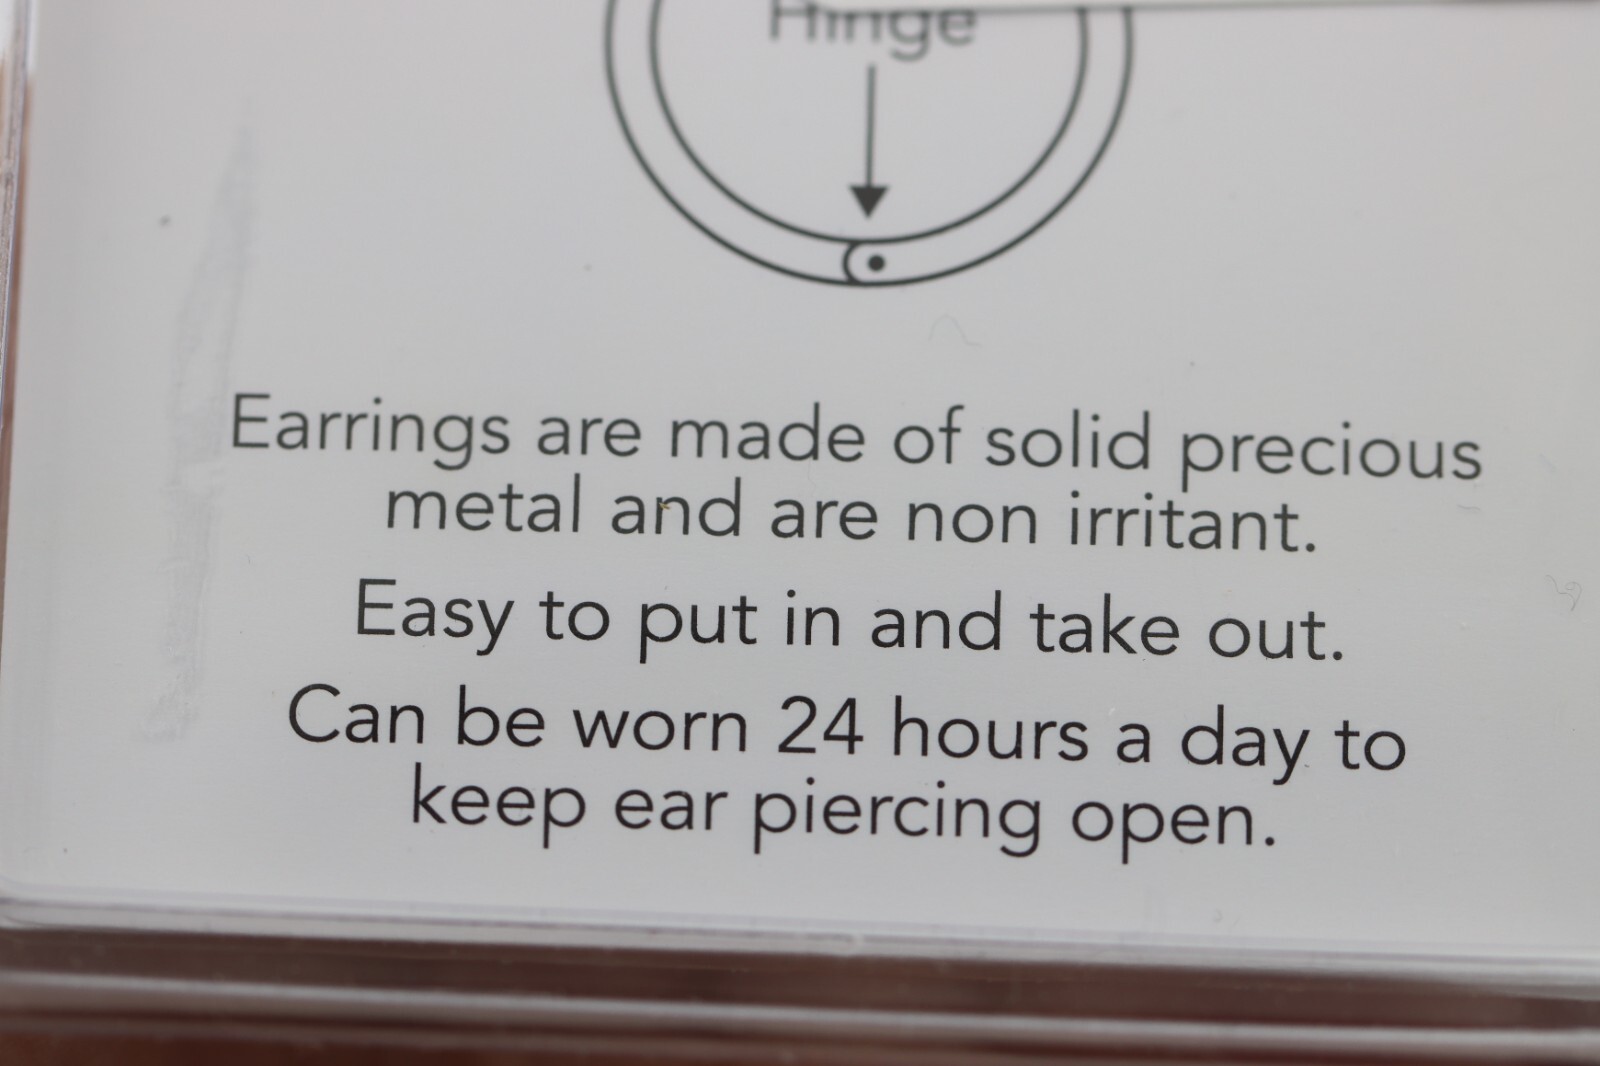 Hinge
Earrings are made of solid precious
metal and are non irritant.
Easy to put in and take out.
Can be worn 24 hours a day to
keep ear piercing open.